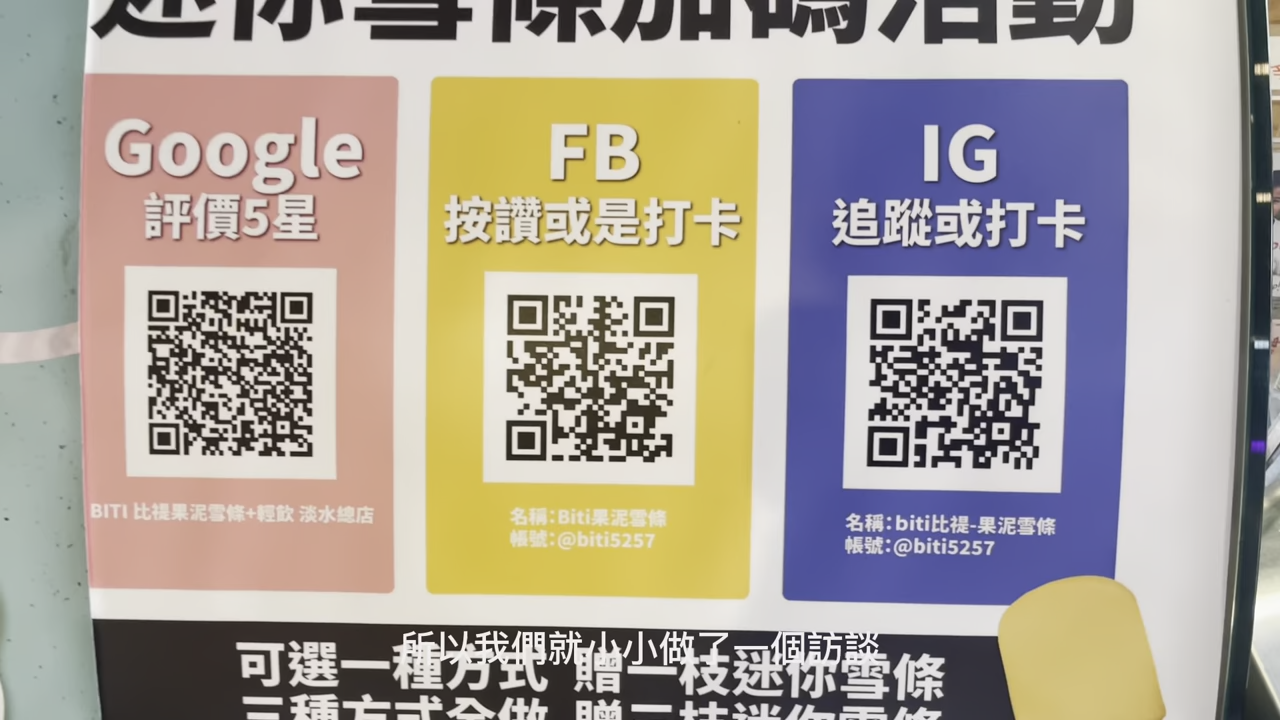 迷你雪條加碼活動
Google
評價5星
BITI 比褆果泥雪條+輕飲 淡水總店
FB
按讚或是打卡
名稱:Biti果泥雪條
帳號:@biti5257
IG
追蹤或打卡
名稱:biti比褆-果泥雪條
帳號:@biti5257
可選一種方式 贈一枝迷你雪條
所以我們就小小做了一個訪談
三種方式全做 贈二枝迷你雪條